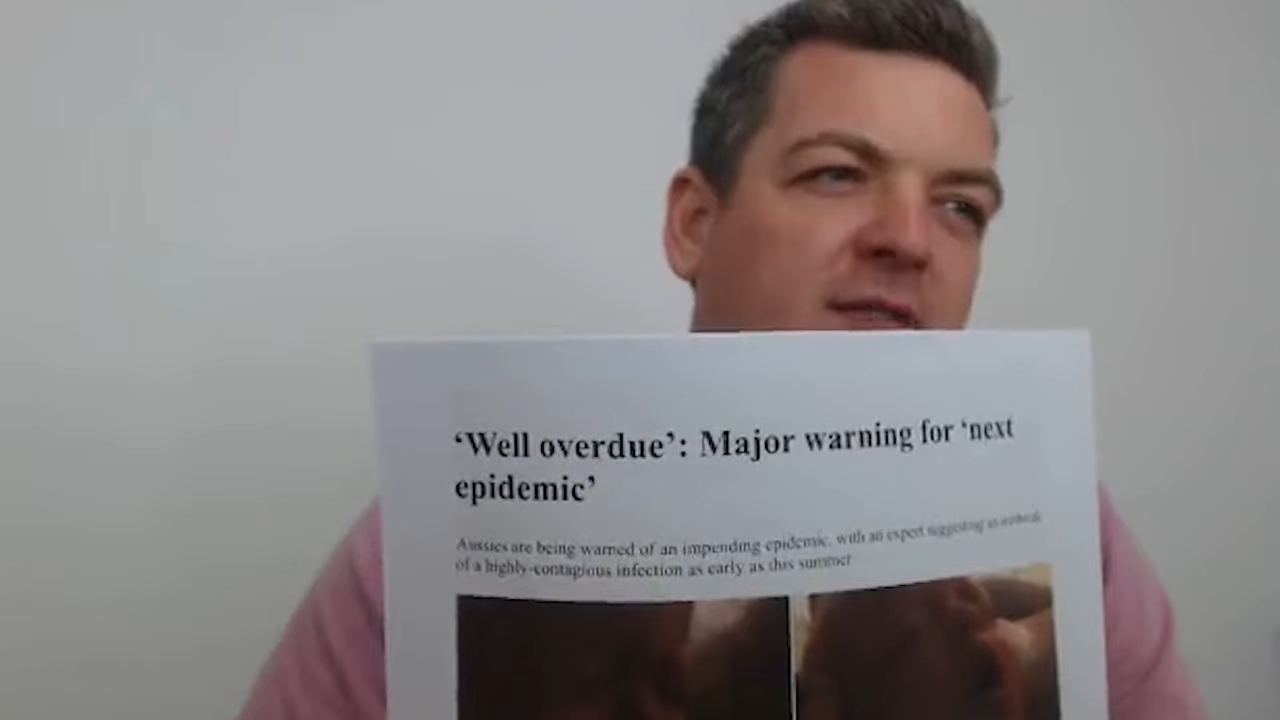 ‘Well overdue’: Major warning for ‘next
epidemic’
Aussies are being warned of an impending epidemic, with an expert suggesting an outbreak
of a highly-contagious infection as early as this summer